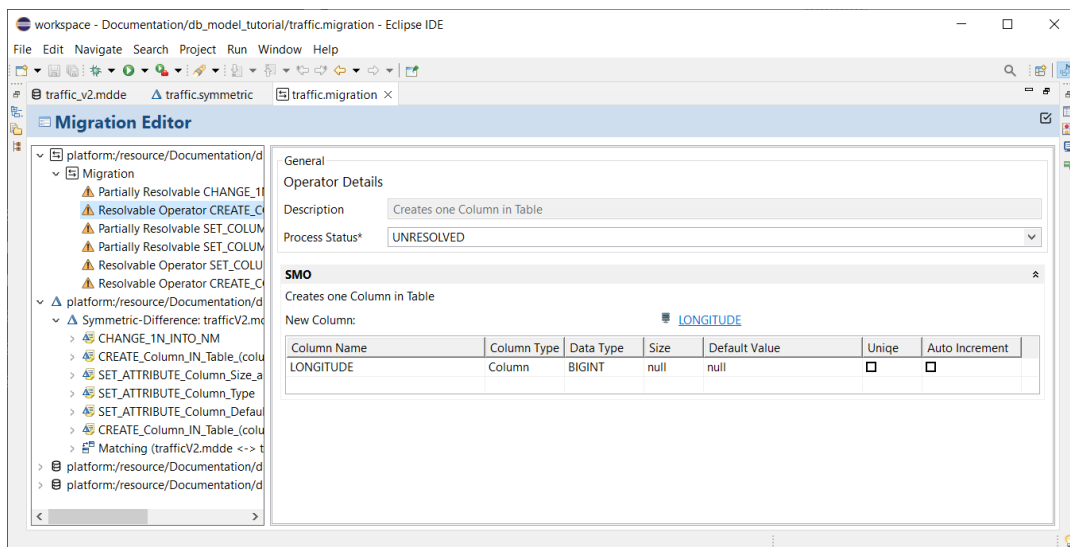 workspace - Documentation/db_model_tutorial/traffic.migration - Eclipse IDE
File Edit Navigate Search Project Run Window Help
traffic_v2.mdde traffic.symmetric traffic.migration
Migration Editor
platform:/resource/Documentation/d
Migration
Partially Resolvable CHANGE_1N
Resolvable Operator CREATE_CO
Partially Resolvable SET_COLUM
Partially Resolvable SET_COLUM
Resolvable Operator SET_COLU
Resolvable Operator CREATE_CO
platform:/resource/Documentation/d
Symmetric-Difference: trafficV2.md
CHANGE_1N_INTO_NM
CREATE_Column_IN_Table_(colu
SET_ATTRIBUTE_Column_Size_a
SET_ATTRIBUTE_Column_Type
SET_ATTRIBUTE_Column_Defau
CREATE_Column_IN_Table_(colu
Matching (trafficV2.mdde <-> t
platform:/resource/Documentation/d
platform:/resource/Documentation/d
General
Operator Details
Description Creates one Column in Table
Process Status* UNRESOLVED
SMO
Creates one Column in Table
New Column: LONGITUDE
Column Name Column Type Data Type Size Default Value Uniqe Auto Increment
LONGITUDE Column BIGINT null null